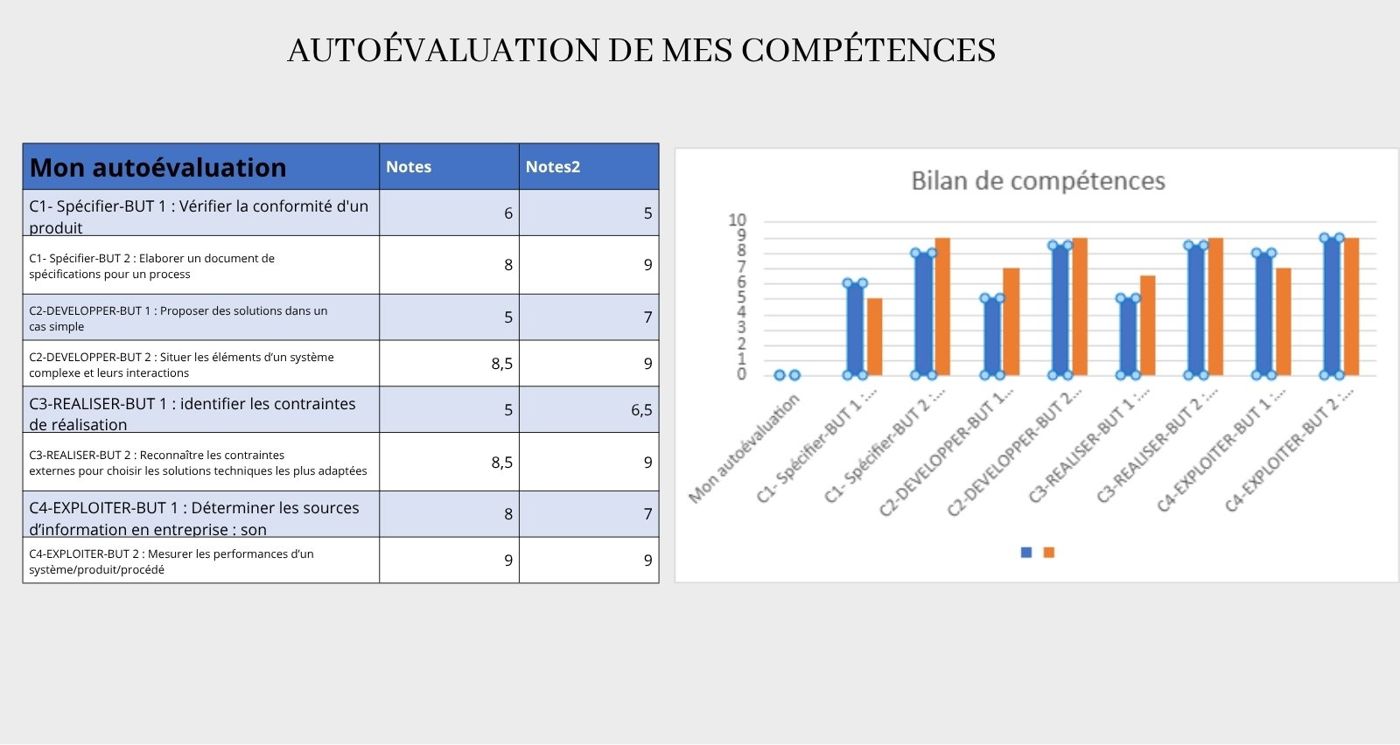 AUTOÉVALUATION DE MES COMPÉTENCES
Mon autoévaluation
Notes
Notes2
C1- Spécifier-BUT 1 : Vérifier la conformité d'un
produit
6
5
C1- Spécifier-BUT 2 : Elaborer un document de
spécifications pour un process
8
9
C2-DEVELOPPER-BUT 1 : Proposer des solutions dans un
cas simple
5
7
C2-DEVELOPPER-BUT 2 : Situer les éléments d’un système
complexe et leurs interactions
8,5
9
C3-REALISER-BUT 1 : identifier les contraintes
de réalisation
5
6,5
C3-REALISER-BUT 2 : Reconnaître les contraintes
externes pour choisir les solutions techniques les plus adaptées
8,5
9
C4-EXPLOITER-BUT 1 : Déterminer les sources
d’information en entreprise : son
8
7
C4-EXPLOITER-BUT 2 : Mesurer les performances d’un
système/produit/procédé
9
9
Bilan de compétences
10
9
8
7
6
5
4
3
2
1
0
Mon autoévaluation
C1- Spécifier-BUT 1 :...
C1- Spécifier-BUT 2 :...
C2-DEVELOPPER-BUT 1...
C2-DEVELOPPER-BUT 2...
C3-REALISER-BUT 1 :...
C3-REALISER-BUT 2 :...
C4-EXPLOITER-BUT 1 :...
C4-EXPLOITER-BUT 2 :...